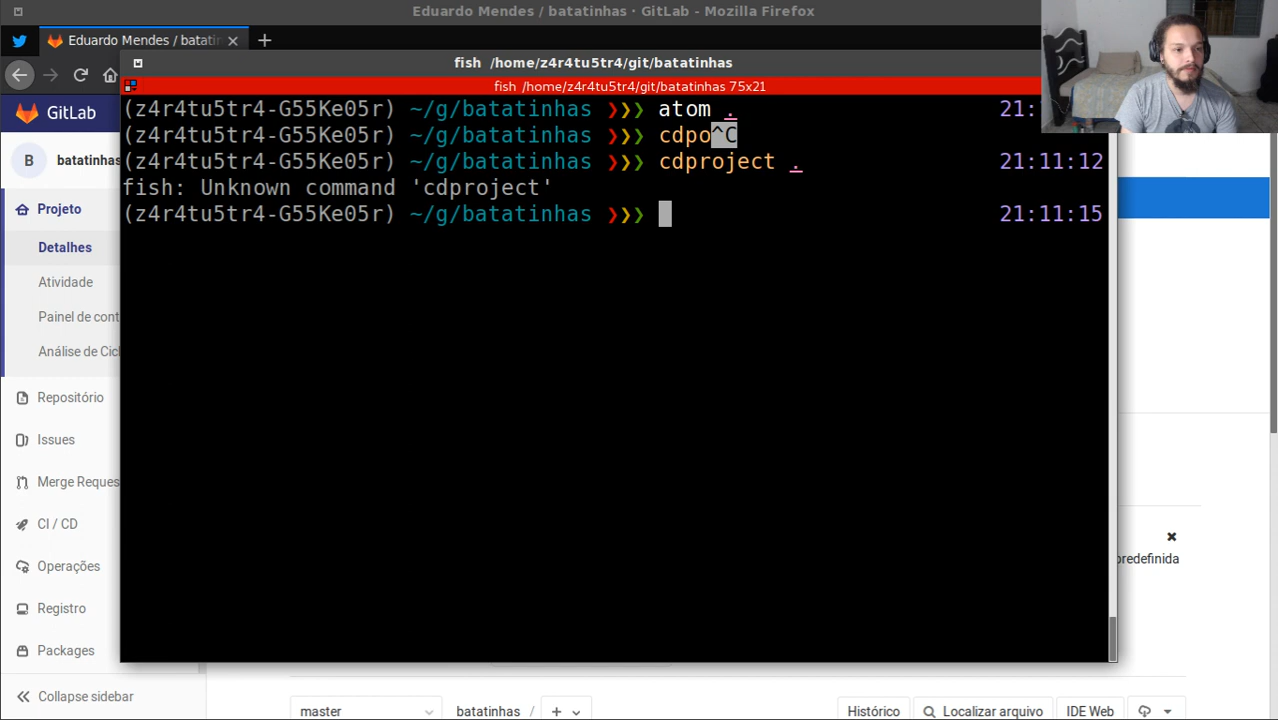 Eduardo Mendes / batatinhas · GitLab - Mozilla Firefox
Eduardo Mendes / batatin
fish /home/z4r4tu5tr4/git/batatinhas
fish /home/z4r4tu5tr4/git/batatinhas 75x21
(z4r4tu5tr4-G55Ke05r) ~/g/batatinhas ❯❯❯ atom . 21:
(z4r4tu5tr4-G55Ke05r) ~/g/batatinhas ❯❯❯ cdpo^C
(z4r4tu5tr4-G55Ke05r) ~/g/batatinhas ❯❯❯ cdproject . 21:11:12
fish: Unknown command 'cdproject'
(z4r4tu5tr4-G55Ke05r) ~/g/batatinhas ❯❯❯ 21:11:15
GitLab
B batatinhas
Projeto
Detalhes
Atividade
Painel de cont
Análise de Cicl
Repositório
Issues
Merge Reques
CI / CD
Operações
Registro
Packages
Collapse sidebar
predefinida
master batatinhas / + Histórico Localizar arquivo IDE Web